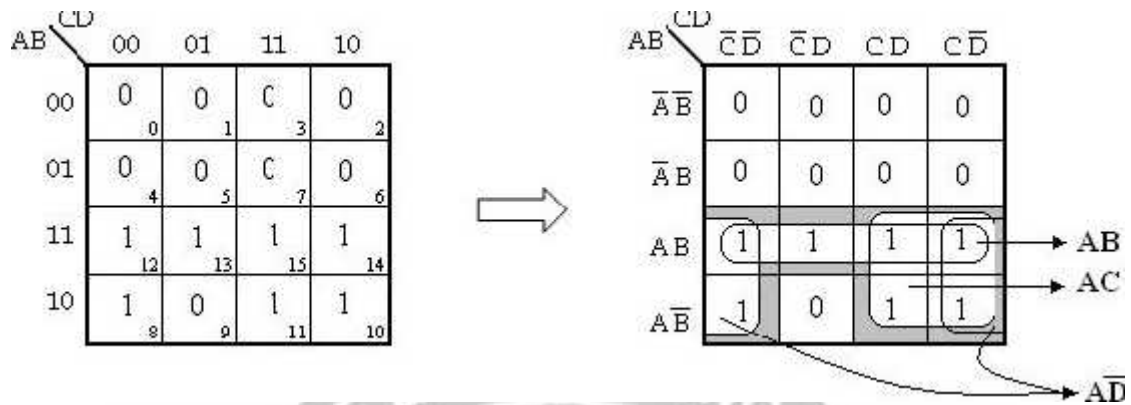 CD CD
AB 00 01 11 10 AB C̅D̅ C̅D CD CD̅
00 0 0 C 0 A̅B̅ 0 0 0 0
0 1 3 2
01 0 0 C 0 A̅B 0 0 0 0
4 5 7 6
11 1 1 1 1 AB 1 1 1 1 AB
12 13 15 14
AC
10 1 0 1 1 AB̅ 1 0 1 1
8 9 11 10
AD̅